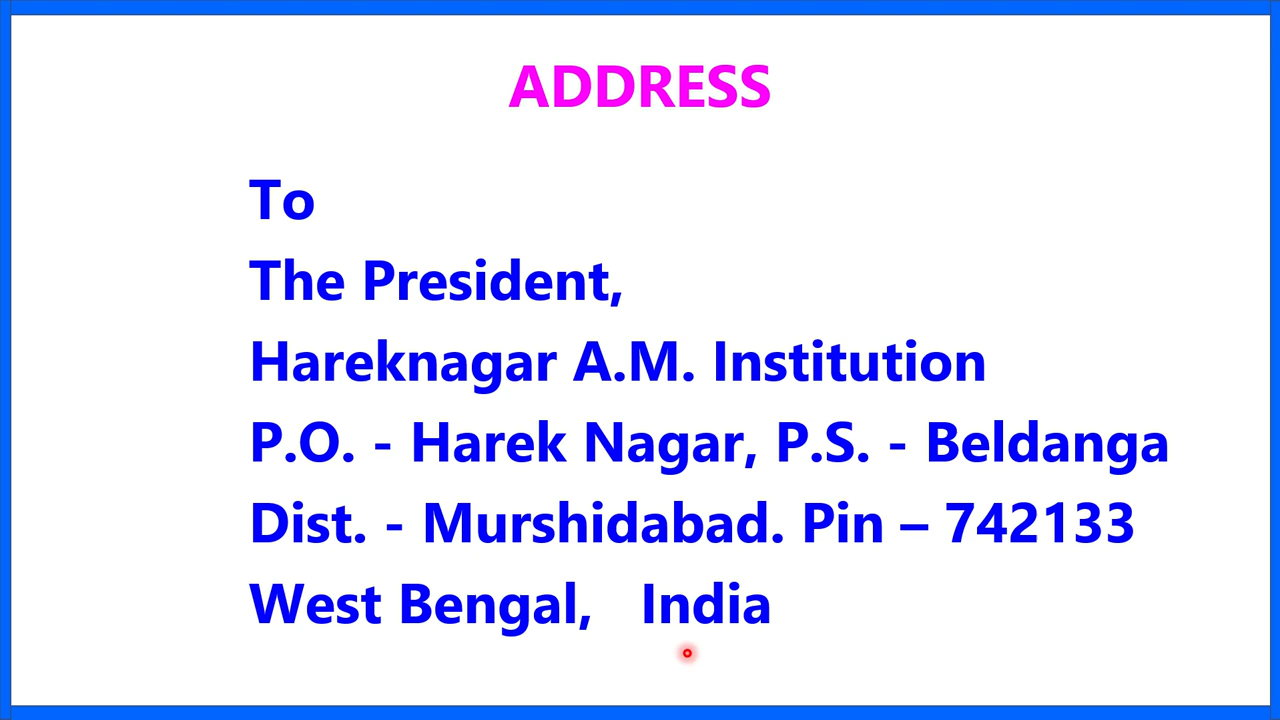 ADDRESS
To
The President,
Hareknagar A.M. Institution
P.O. - Harek Nagar, P.S. - Beldanga
Dist. - Murshidabad. Pin – 742133
West Bengal,   India